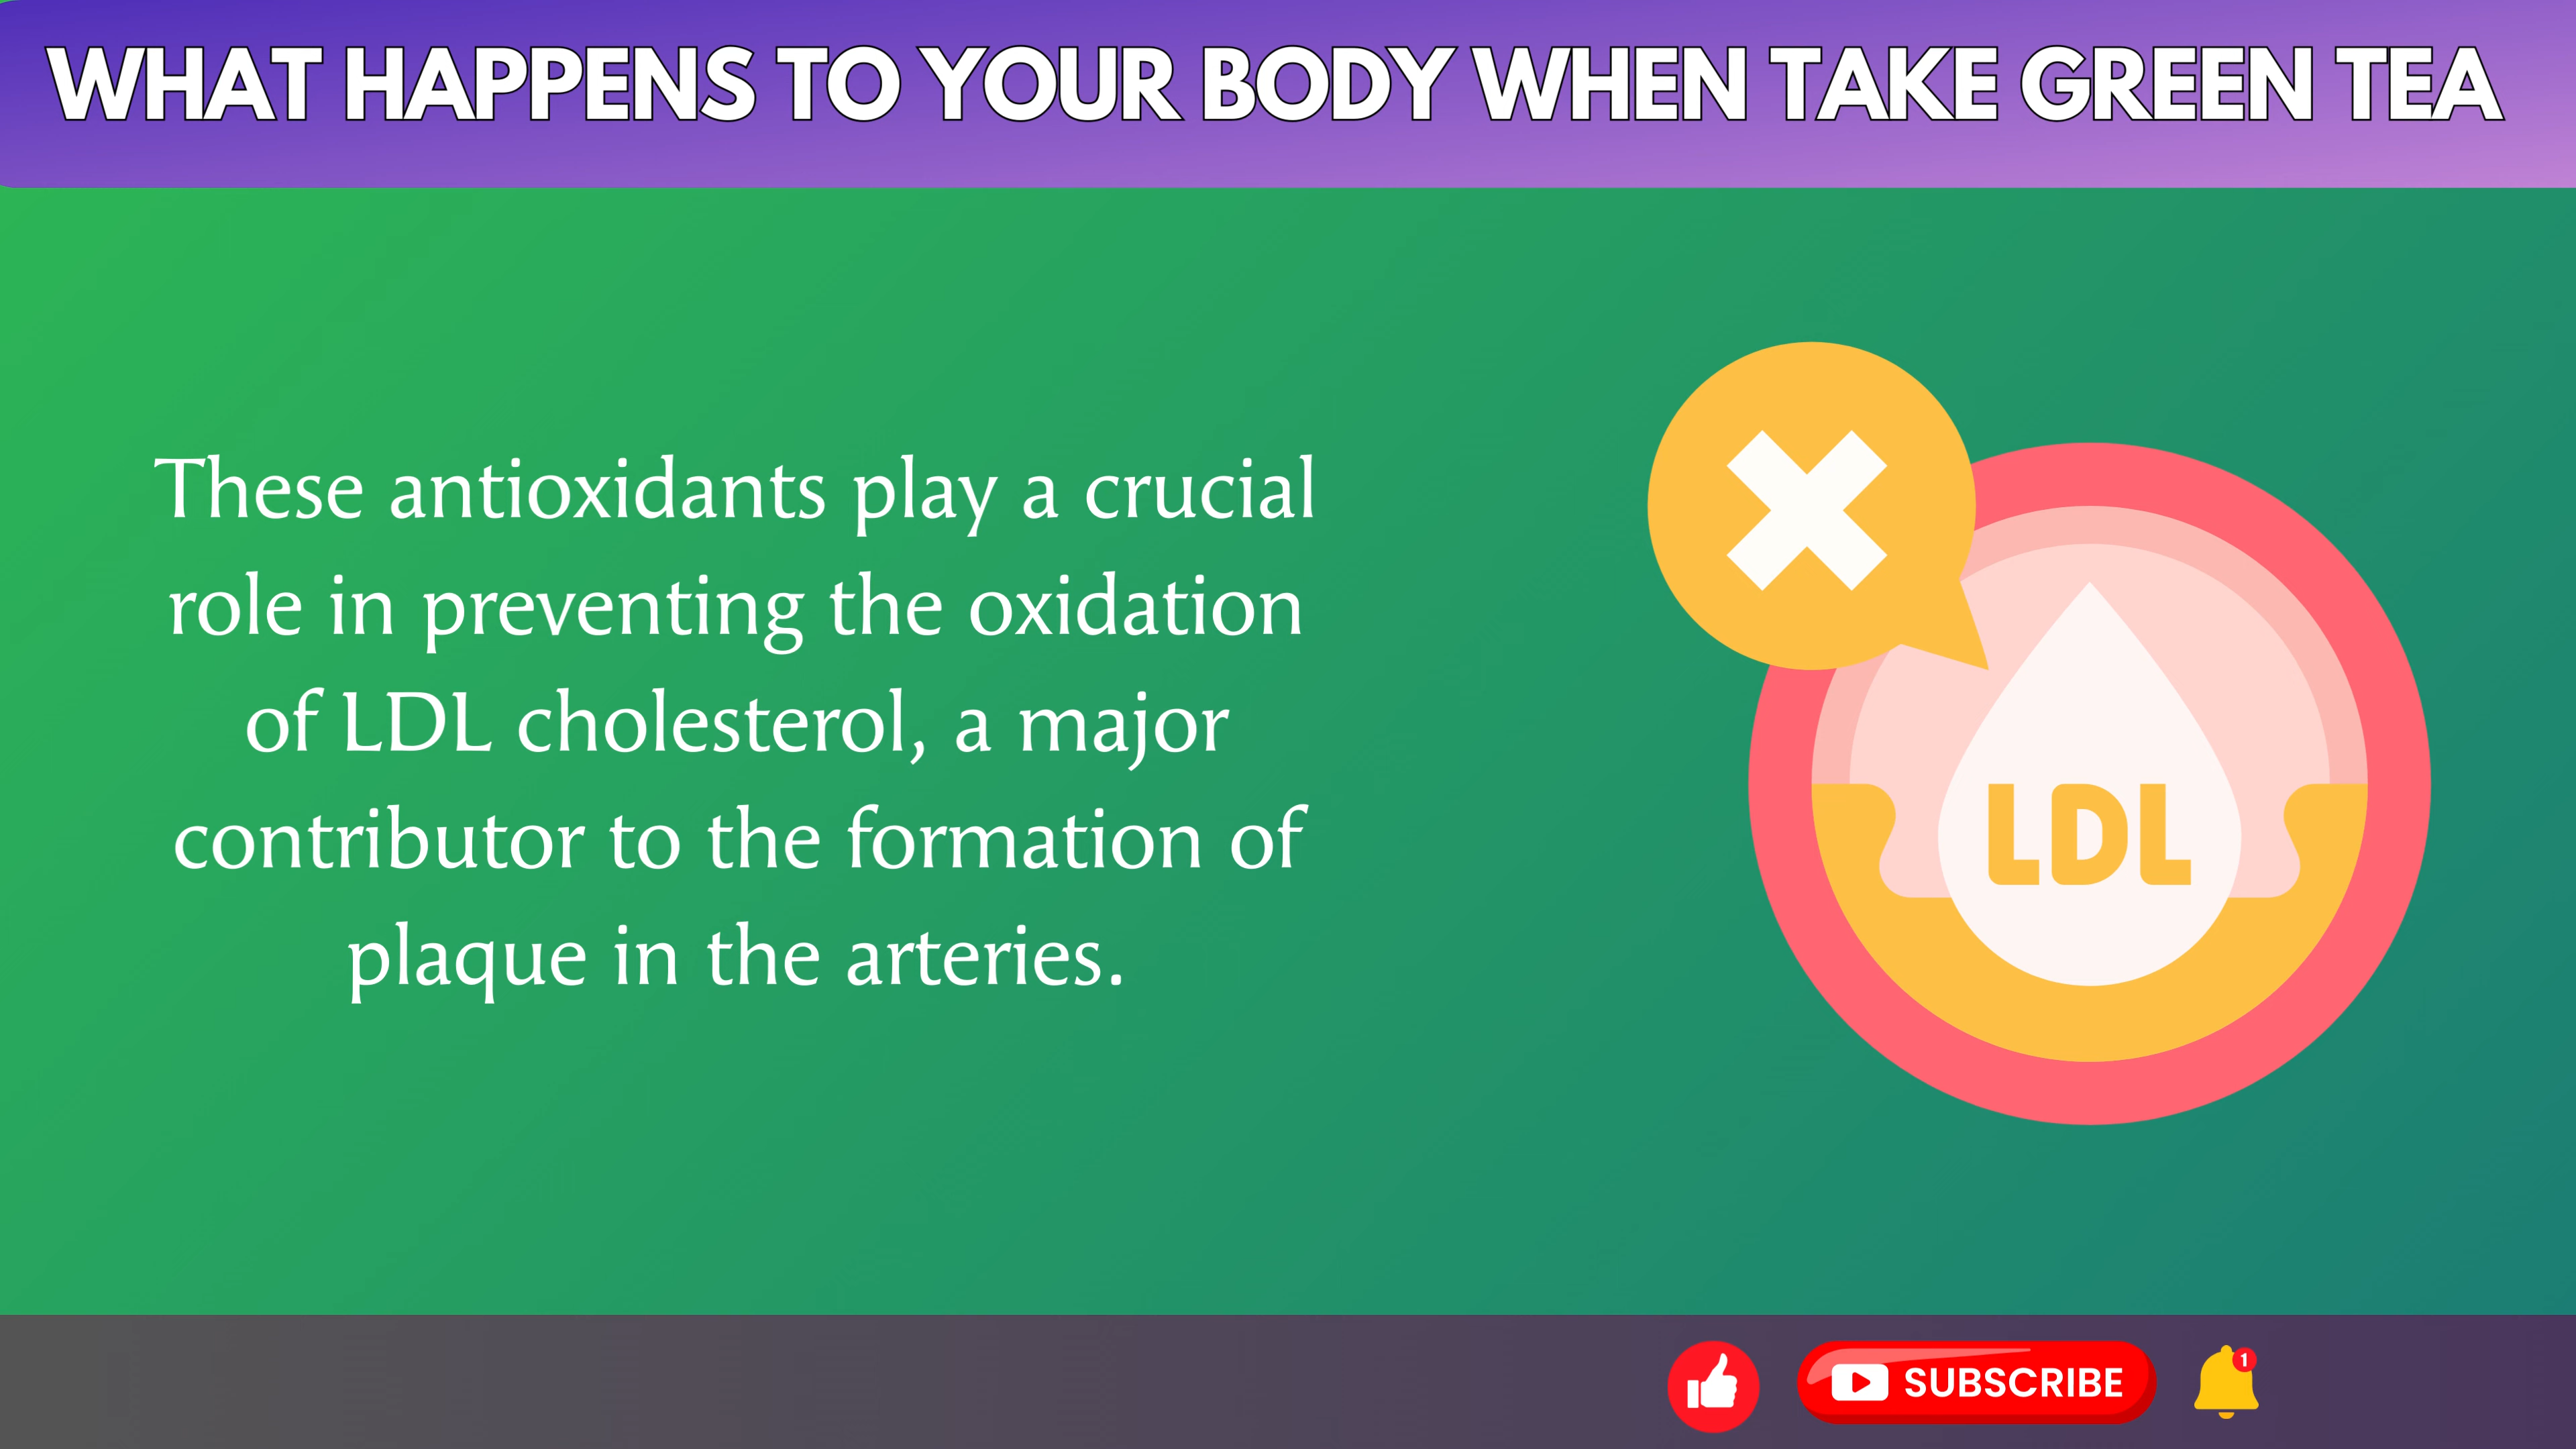 WHAT HAPPENS TO YOUR BODY WHEN TAKE GREEN TEA
These antioxidants play a crucial
role in preventing the oxidation
of LDL cholesterol, a major
contributor to the formation of
plaque in the arteries.
LDL
SUBSCRIBE
1